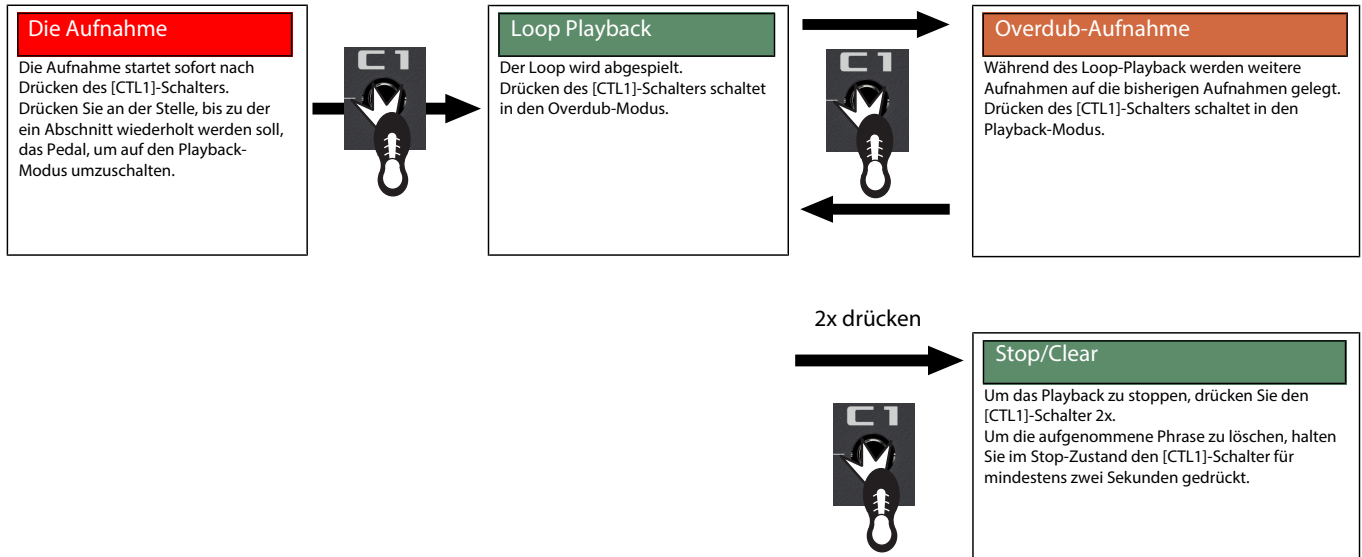 Die Aufnahme
Die Aufnahme startet sofort nach
Drücken des [CTL1]-Schalters.
Drücken Sie an der Stelle, bis zu der
ein Abschnitt wiederholt werden soll,
das Pedal, um auf den Playback-
Modus umzuschalten.
C1
Loop Playback
Der Loop wird abgespielt.
Drücken des [CTL1]-Schalters schaltet
in den Overdub-Modus.
C1
Overdub-Aufnahme
Während des Loop-Playback werden weitere
Aufnahmen auf die bisherigen Aufnahmen gelegt.
Drücken des [CTL1]-Schalters schaltet in den
Playback-Modus.
2x drücken
C1
Stop/Clear
Um das Playback zu stoppen, drücken Sie den
[CTL1]-Schalter 2x.
Um die aufgenommene Phrase zu löschen, halten
Sie im Stop-Zustand den [CTL1]-Schalter für
mindestens zwei Sekunden gedrückt.